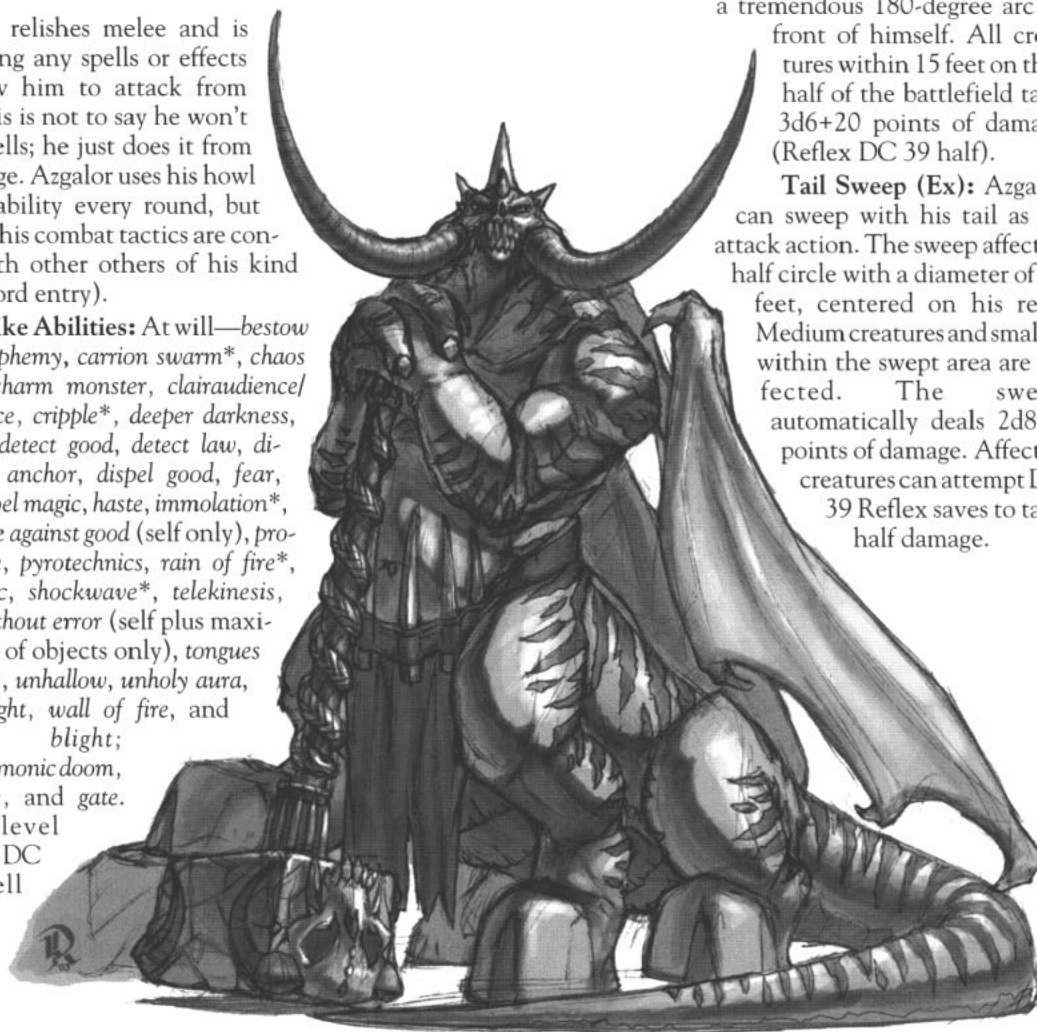 relishes melee and is
ing any spells or effects
w him to attack from
is is not to say he won't
ells; he just does it from
ge. Azgalor uses his howl
ability every round, but
his combat tactics are con-
th other others of his kind
ord entry).
ike Abilities: At will—bestow
phemy, carrion swarm*, chaos
charm monster, clairaudience/
ce, cripple*, deeper darkness,
detect good, detect law, di-
anchor, dispel good, fear,
pel magic, haste, immolation*,
e against good (self only), pro-
e, pyrotechnics, rain of fire*,
ic, shockwave*, telekinesis,
thout error (self plus maxi-
of objects only), tongues
, unhallow, unholy aura,
ght, wall of fire, and
blight;
monic doom,
, and gate.
level
DC
ell
a tremendous 180-degree arc
front of himself. All cre
tures within 15 feet on th
half of the battlefield ta
3d6+20 points of dama
(Reflex DC 39 half).
Tail Sweep (Ex): Azga
can sweep with his tail as
attack action. The sweep affect
half circle with a diameter of
feet, centered on his re
Medium creatures and small
within the swept area are
fected. The swe
automatically deals 2d8
points of damage. Affect
creatures can attempt D
39 Reflex saves to ta
half damage.